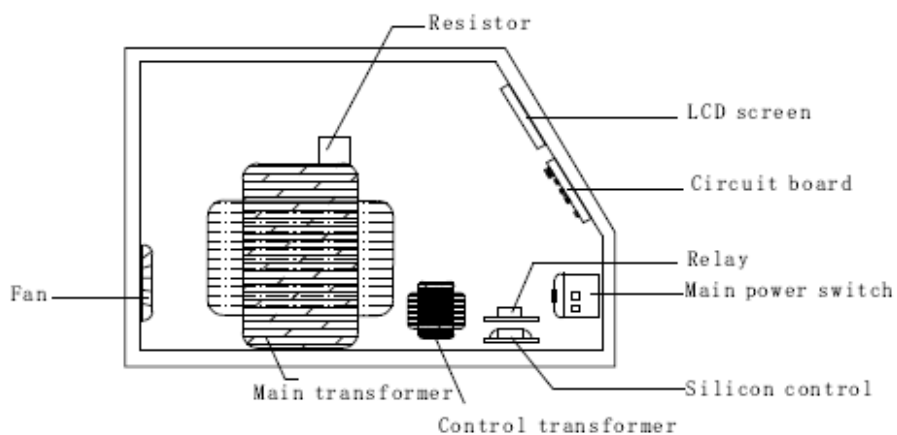 Resistor
LCD screen
Circuit board
Relay
Fan
Main power switch
Main transformer
Silicon control
Control transformer